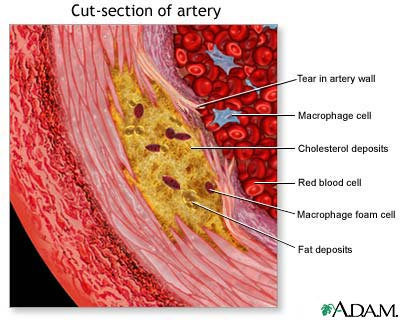 Cut-section of artery
Tear in artery wall
Macrophage cell
Cholesterol deposits
Red blood cell
Macrophage foam cell
Fat deposits
A.D.A.M.